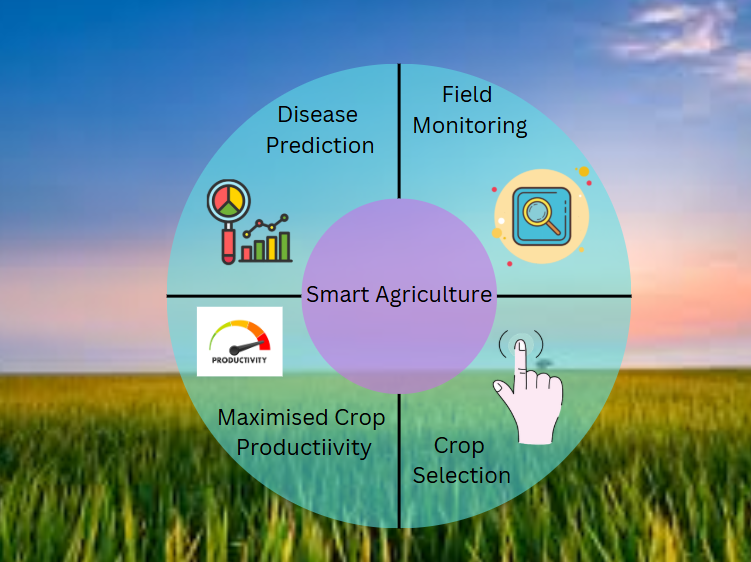 Disease
Prediction
Field
Monitoring
Smart Agriculture
PRODUCTIVITY
Maximised Crop
Productiivity
Crop
Selection